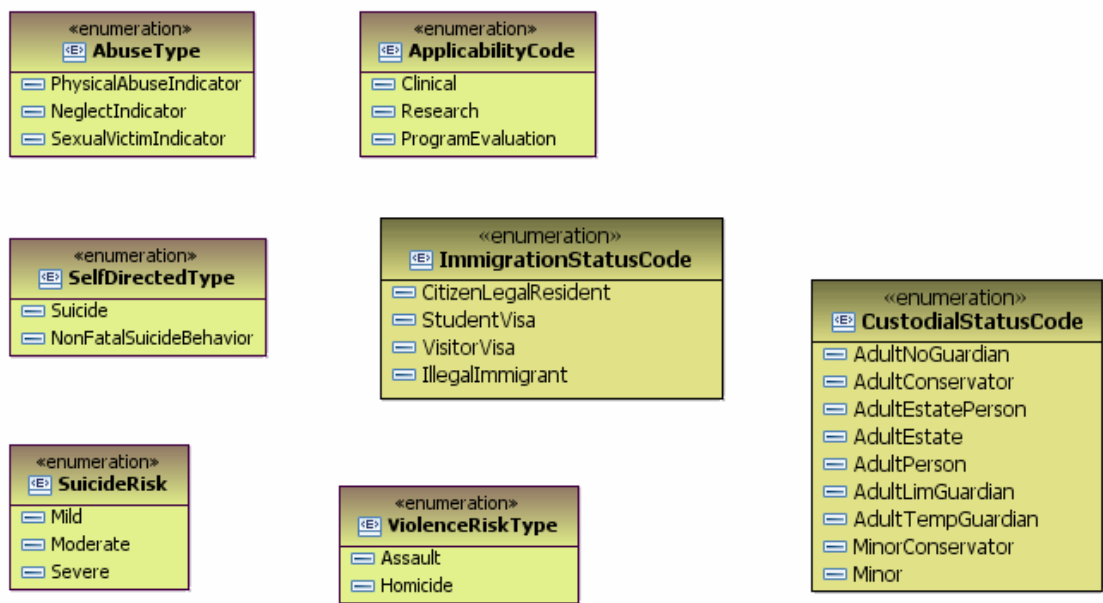 «enumeration»
AbuseType
PhysicalAbuseIndicator
NeglectIndicator
SexualVictimIndicator
«enumeration»
ApplicabilityCode
Clinical
Research
ProgramEvaluation
«enumeration»
SelfDirectedType
Suicide
NonFatalSuicideBehavior
«enumeration»
ImmigrationStatusCode
CitizenLegalResident
StudentVisa
VisitorVisa
IllegalImmigrant
«enumeration»
CustodialStatusCode
AdultNoGuardian
AdultConservator
AdultEstatePerson
AdultEstate
AdultPerson
AdultLimGuardian
AdultTempGuardian
MinorConservator
Minor
«enumeration»
SuicideRisk
Mild
Moderate
Severe
«enumeration»
ViolenceRiskType
Assault
Homicide